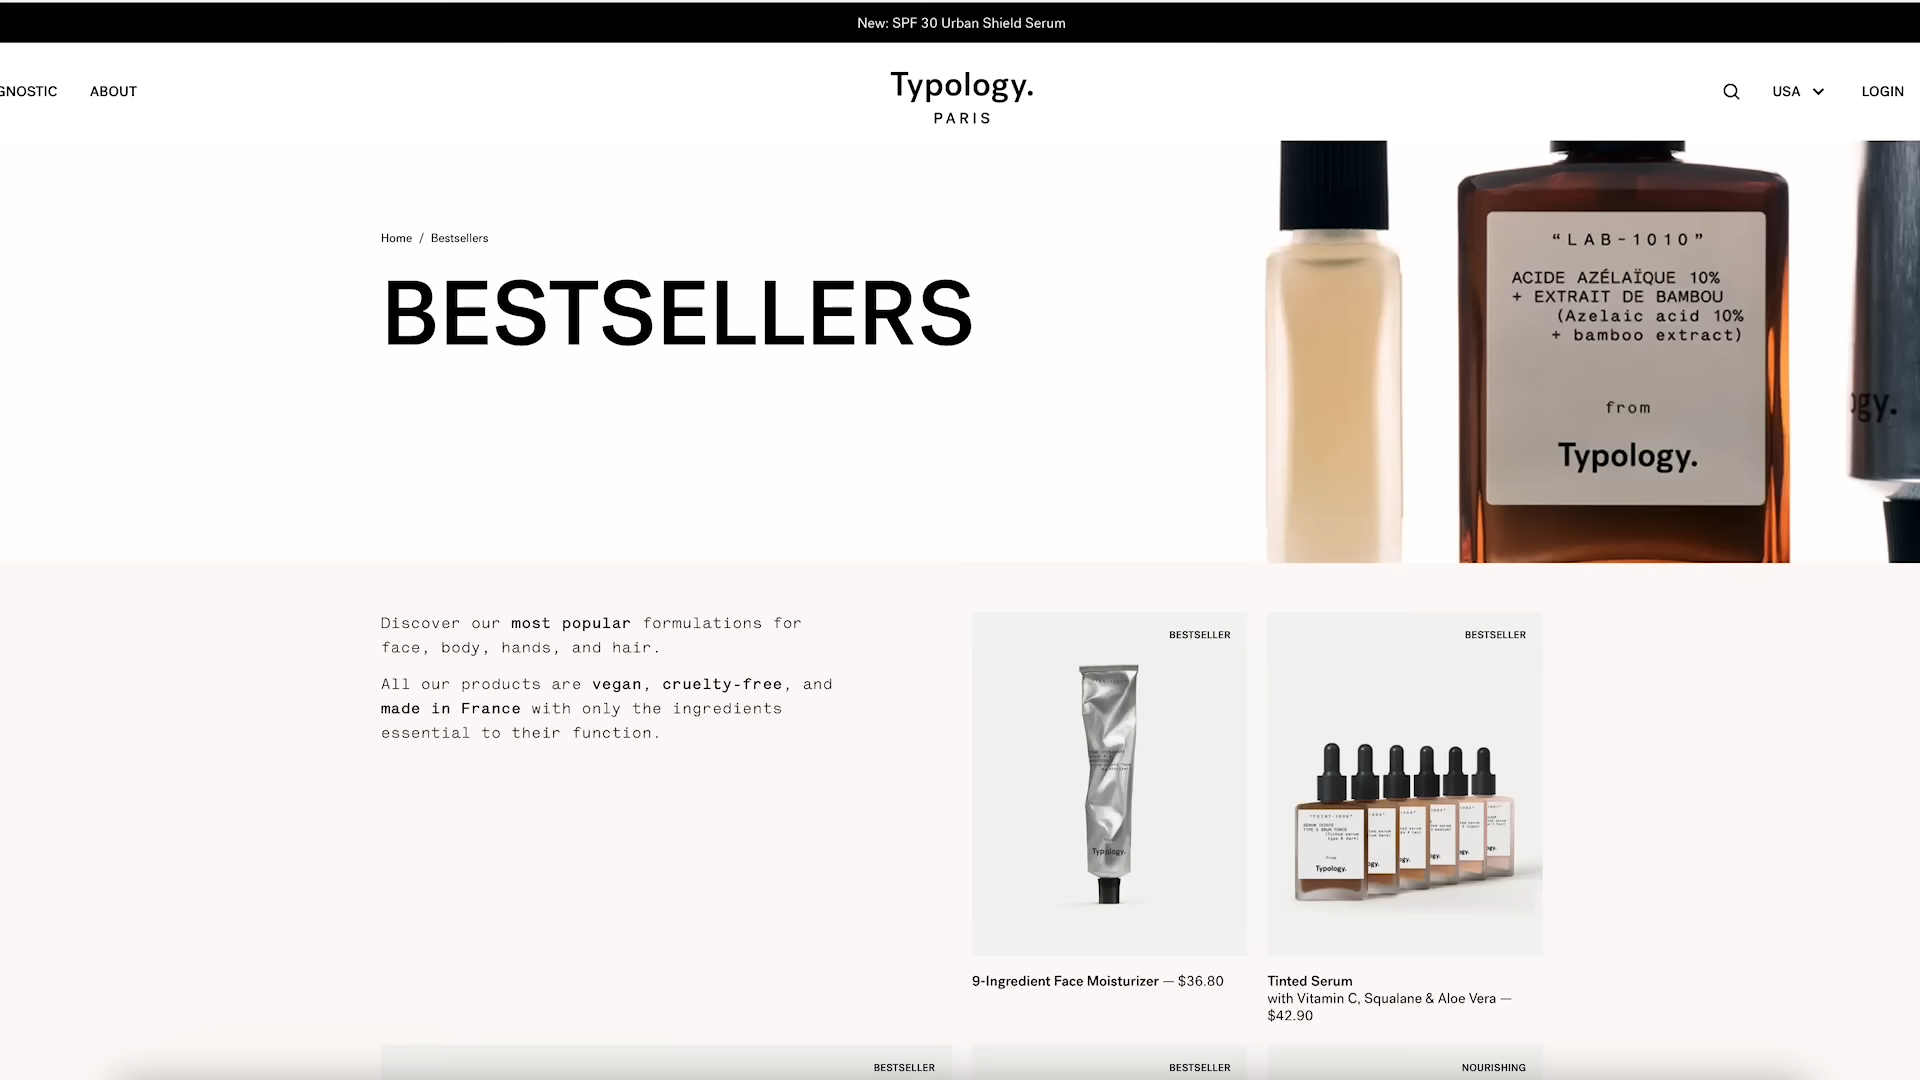 New: SPF 30 Urban Shield Serum
GNOSTIC
ABOUT
Typology.
PARIS
USA
LOGIN
Home / Bestsellers
BESTSELLERS
"LAB-1010"
ACIDE AZÉLAÏQUE 10%
+ EXTRAIT DE BAMBOU
(Azelaic acid 10%
+ bamboo extract)
from
Typology.
ogy.
Discover our most popular formulations for
face, body, hands, and hair.
All our products are vegan, cruelty-free, and
made in France with only the ingredients
essential to their function.
BESTSELLER
Typology.
9-Ingredient Face Moisturizer — $36.80
BESTSELLER
from
Typology.
Tinted Serum
with Vitamin C, Squalane & Aloe Vera —
$42.90
BESTSELLER
BESTSELLER
NOURISHING